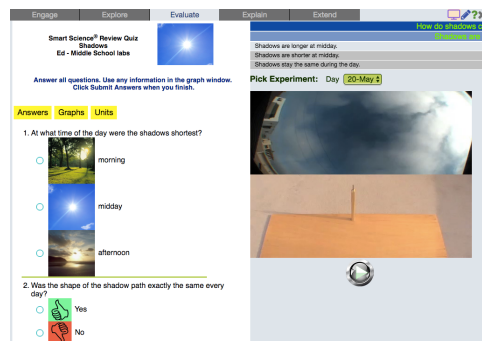 Engage Explore Evaluate Explain Extend
Smart Science® Review Quiz
Shadows
Ed - Middle School labs
Answer all questions. Use any information in the graph window.
Click Submit Answers when you finish.
Answers Graphs Units
1. At what time of the day were the shadows shortest?
morning
midday
afternoon
2. Was the shape of the shadow path exactly the same every
day?
Yes
No
How do shadows
Shadows are
Shadows are longer at midday.
Shadows are shorter at midday.
Shadows stay the same during the day.
Pick Experiment: Day 20-May